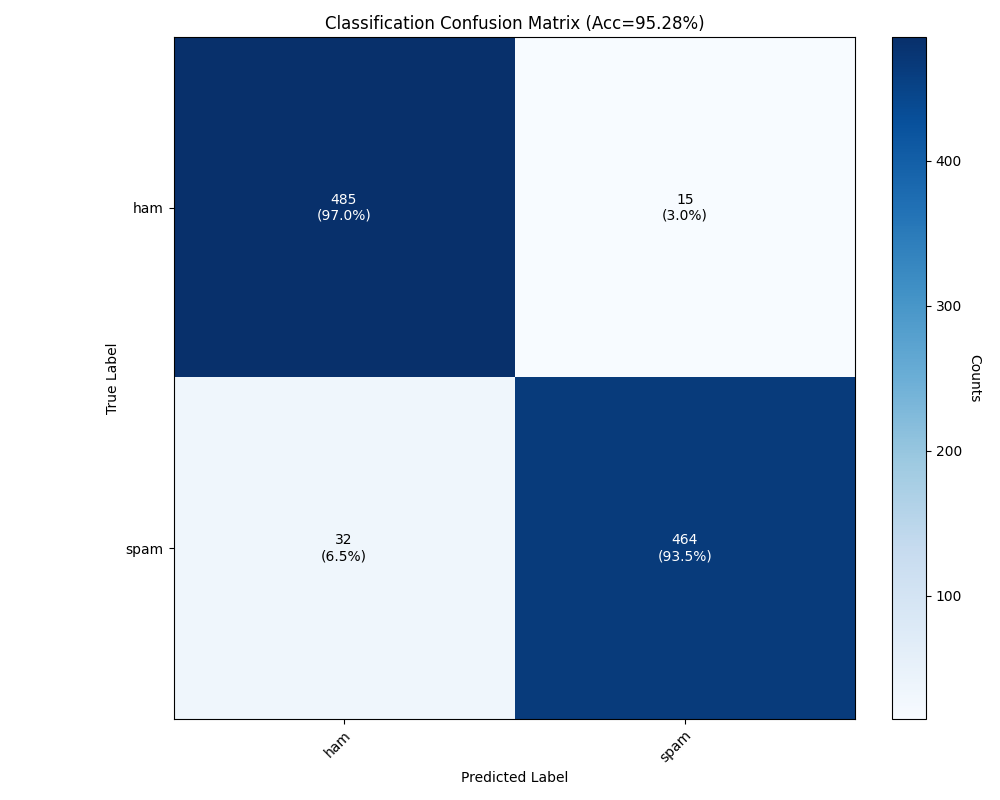 Classification Confusion Matrix (Acc=95.28%)
ham
485
(97.0%)
15
(3.0%)
spam
32
(6.5%)
464
(93.5%)
True Label
ham
spam
Predicted Label
400
300
200
100
Counts